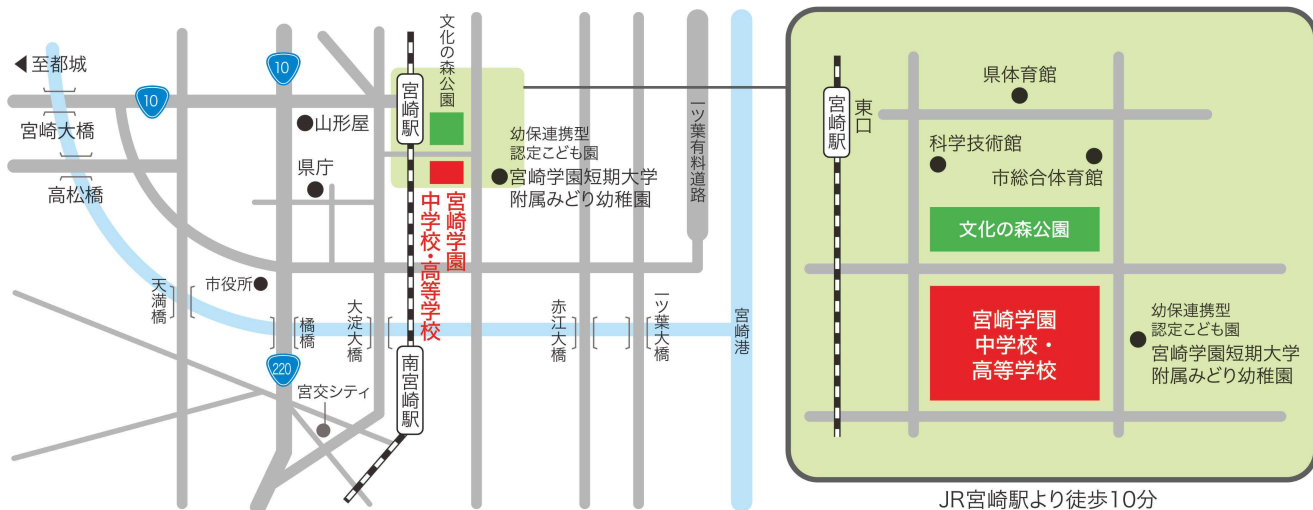 ◀至都城
10
10
宮崎大橋
高松橋
山形屋
県庁
宮崎駅
文化の森公園
幼保連携型
認定こども園
宮崎学園短期大学
附属みどり幼稚園
宮崎学園
中学校・高等学校
一ツ葉有料道路
市役所
天満橋
橘橋
大淀大橋
赤江大橋
一ツ葉大橋
宮崎港
220
宮交シティ
南宮崎駅
宮崎駅
東口
県体育館
科学技術館
市総合体育館
文化の森公園
宮崎学園
中学校・
高等学校
幼保連携型
認定こども園
宮崎学園短期大学
附属みどり幼稚園
JR宮崎駅より徒歩10分